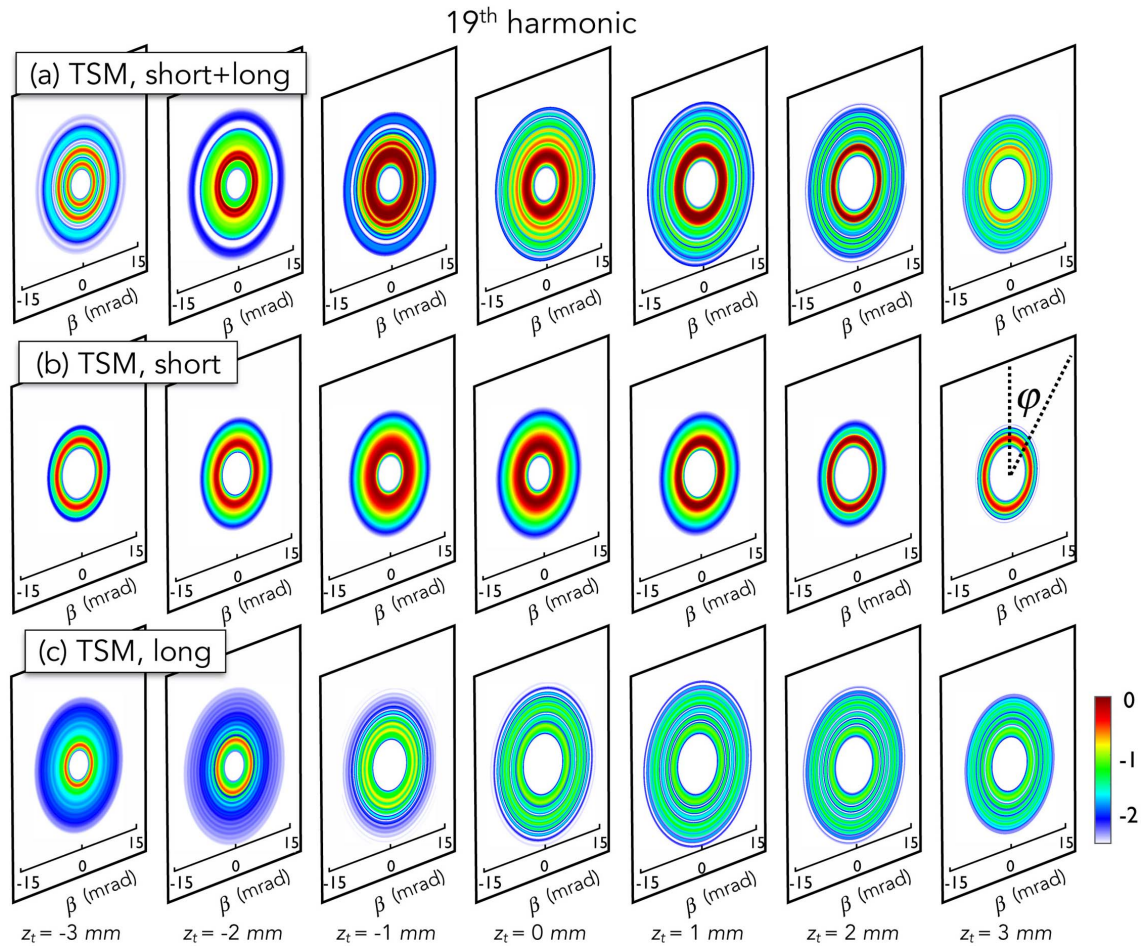 19th harmonic
(a) TSM, short+long
-15 0 15 -15 0 15 -15 0 15 -15 0 15 -15 0 15 -15 0 15 -15 0 15
β (mrad) β (mrad) β (mrad) β (mrad) β (mrad) β (mrad) β (mrad)
(b) TSM, short
φ
-15 0 15 -15 0 15 -15 0 15 -15 0 15 -15 0 15 -15 0 15 -15 0 15
β (mrad) β (mrad) β (mrad) β (mrad) β (mrad) β (mrad) β (mrad)
(c) TSM, long
0
-1
-2
-15 0 15 -15 0 15 -15 0 15 -15 0 15 -15 0 15 -15 0 15 -15 0 15
β (mrad) β (mrad) β (mrad) β (mrad) β (mrad) β (mrad) β (mrad)
zt = -3 mm zt = -2 mm zt = -1 mm zt = 0 mm zt = 1 mm zt = 2 mm zt = 3 mm